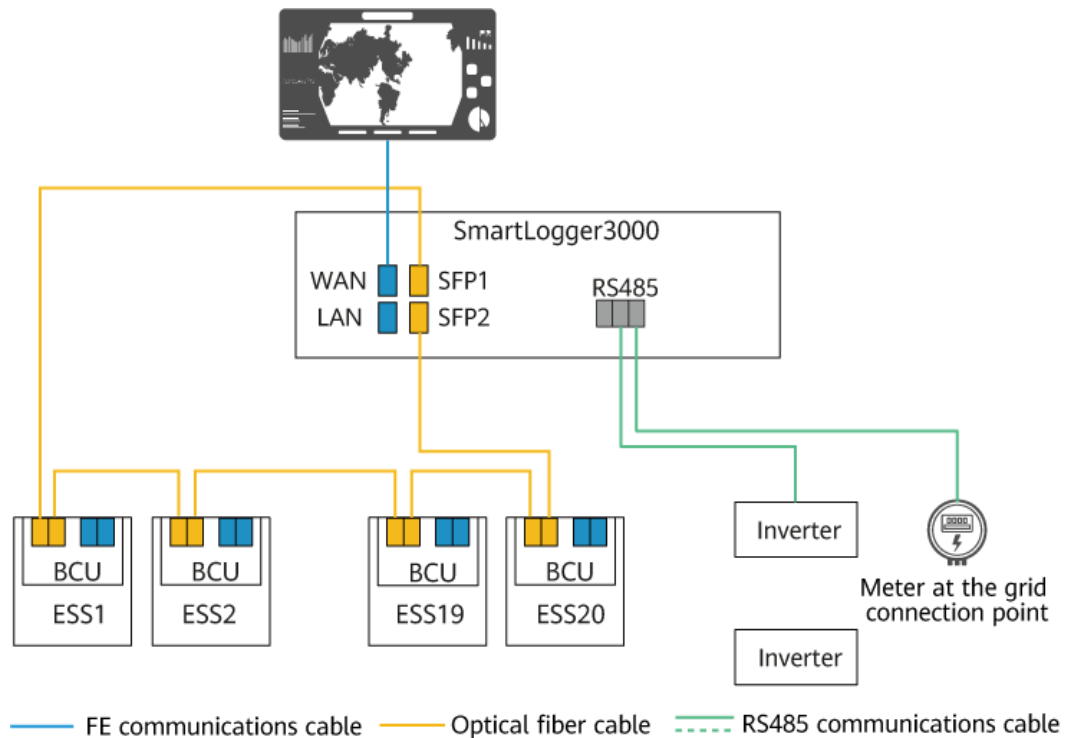 SmartLogger3000
WAN
SFP1
RS485
LAN
SFP2
BCU
ESS1
BCU
ESS2
BCU
ESS19
BCU
ESS20
Inverter
Meter at the grid
connection point
Inverter
FE communications cable
Optical fiber cable
RS485 communications cable